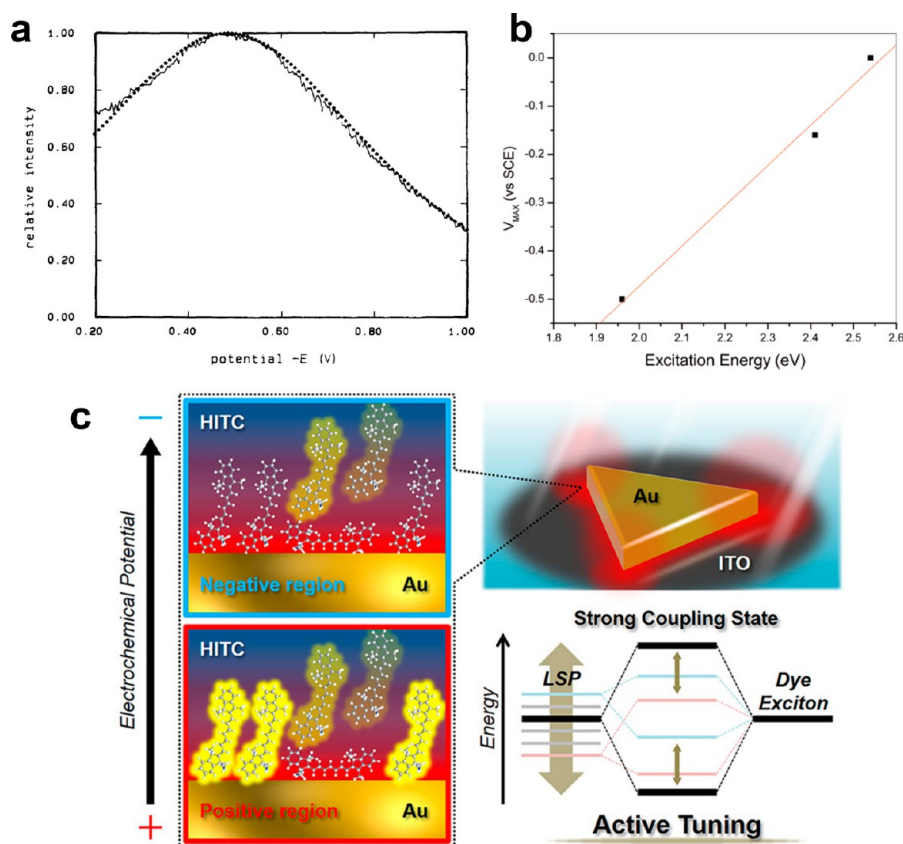 a
relative intensity
1.00
0.80
0.60
0.40
0.20
0.00
0.20
0.40
0.60
0.80
1.00
potential -E (V)
b
V_MAX (vs SCE)
0.0
-0.1
-0.2
-0.3
-0.4
-0.5
1.8
1.9
2.0
2.1
2.2
2.3
2.4
2.5
2.6
Excitation Energy (eV)
c
−
Electrochemical Potential
+
HITC
Negative region
Au
HITC
Positive region
Au
Au
ITO
Strong Coupling State
Energy
LSP
Dye
Exciton
Active Tuning